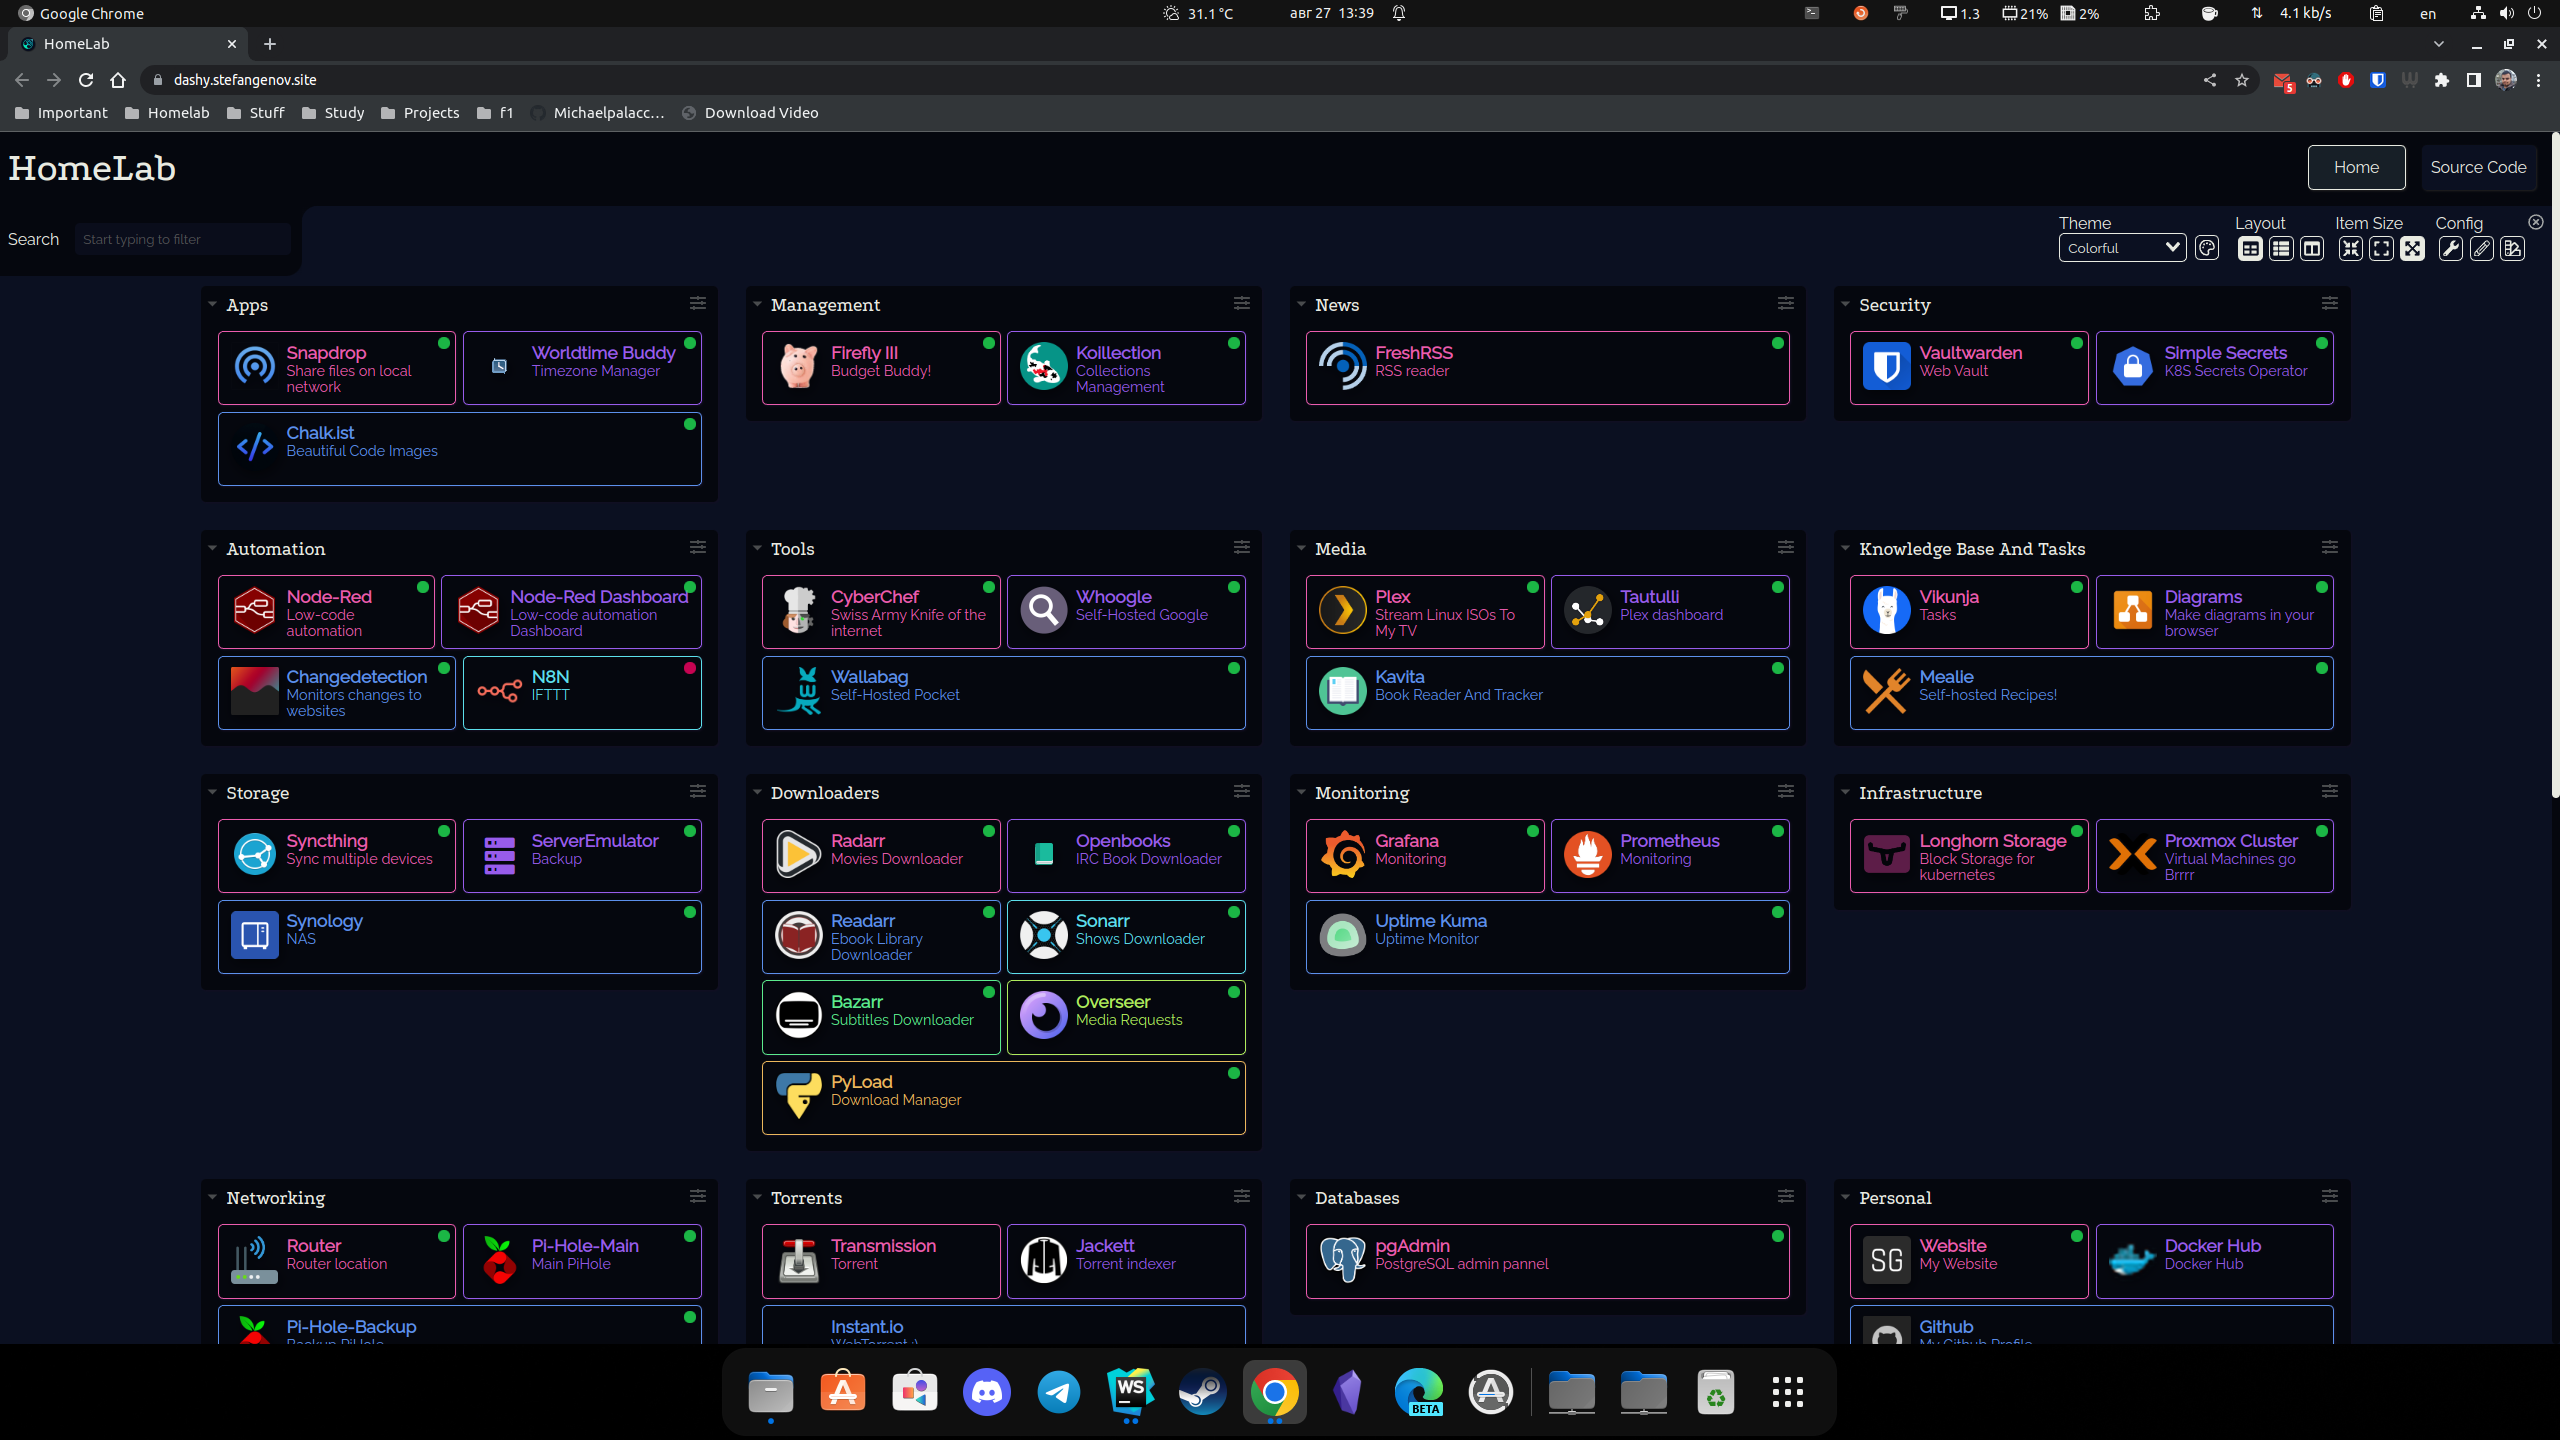 Google Chrome
31.1 °C
авг 27 13:39
1.3
21%
2%
4.1 kb/s
en
HomeLab
dashy.stefangenov.site
5
Important
Homelab
Stuff
Study
Projects
f1
Michaelpalacc…
Download Video
HomeLab
Home
Source Code
Search
Start typing to filter
Theme
Colorful
Layout
Item Size
Config
Apps
Snapdrop
Share files on local
network
Worldtime Buddy
Timezone Manager
Chalk.ist
Beautiful Code Images
Management
Firefly III
Budget Buddy!
Koillection
Collections
Management
News
FreshRSS
RSS reader
Security
Vaultwarden
Web Vault
Simple Secrets
K8S Secrets Operator
Automation
Node-Red
Low-code
automation
Node-Red Dashboard
Low-code automation
Dashboard
Changedetection
Monitors changes to
websites
N8N
IFTTT
Tools
CyberChef
Swiss Army Knife of the
internet
Whoogle
Self-Hosted Google
Wallabag
Self-Hosted Pocket
Media
Plex
Stream Linux ISOs To
My TV
Tautulli
Plex dashboard
Kavita
Book Reader And Tracker
Knowledge Base And Tasks
Vikunja
Tasks
Diagrams
Make diagrams in your
browser
Mealie
Self-hosted Recipes!
Storage
Syncthing
Sync multiple devices
ServerEmulator
Backup
Synology
NAS
Downloaders
Radarr
Movies Downloader
Openbooks
IRC Book Downloader
Readarr
Ebook Library
Downloader
Sonarr
Shows Downloader
Bazarr
Subtitles Downloader
Overseer
Media Requests
PyLoad
Download Manager
Monitoring
Grafana
Monitoring
Prometheus
Monitoring
Uptime Kuma
Uptime Monitor
Infrastructure
Longhorn Storage
Block Storage for
kubernetes
Proxmox Cluster
Virtual Machines go
Brrrr
Networking
Router
Router location
Pi-Hole-Main
Main PiHole
Pi-Hole-Backup
Backup PiHole
Torrents
Transmission
Torrent
Jackett
Torrent indexer
Instant.io
WebTorrent :)
Databases
pgAdmin
PostgreSQL admin pannel
Personal
SG
Website
My Website
Docker Hub
Docker Hub
Github
My Github Profile
WS
BETA